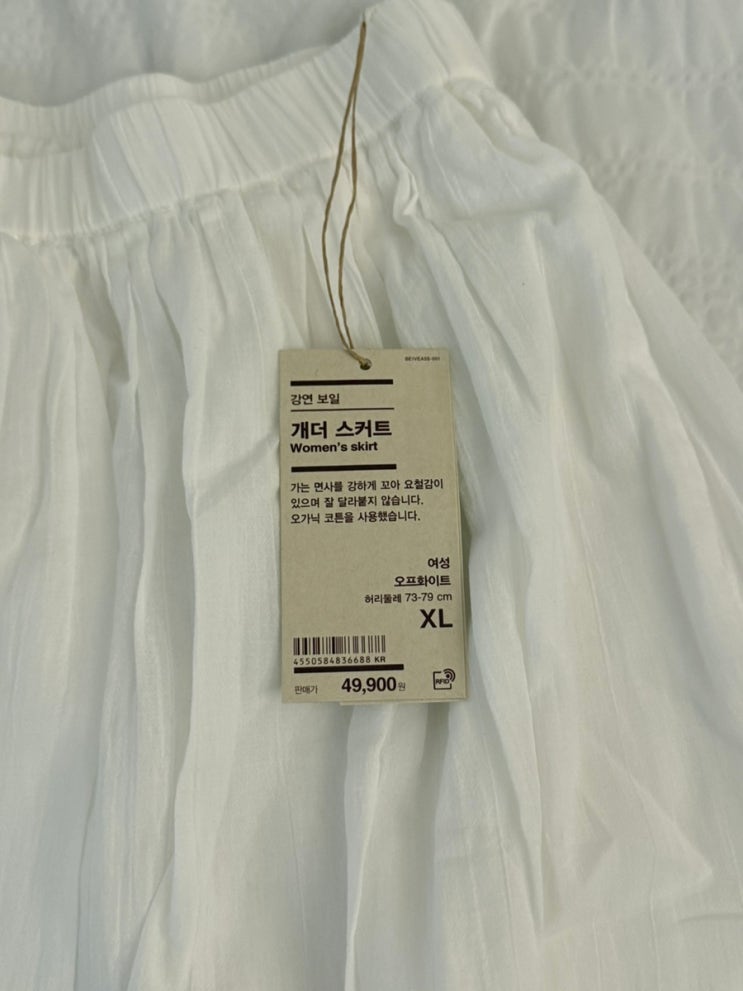 강연 보일
개더 스커트
Women's skirt
가는 면사를 강하게 꼬아 요철감이
있으며 잘 달라붙지 않습니다.
오가닉 코튼을 사용했습니다.
여성
오프화이트
허리둘레 73-79 cm
XL
4550584836688 KR
판매가 49,900원
RFID